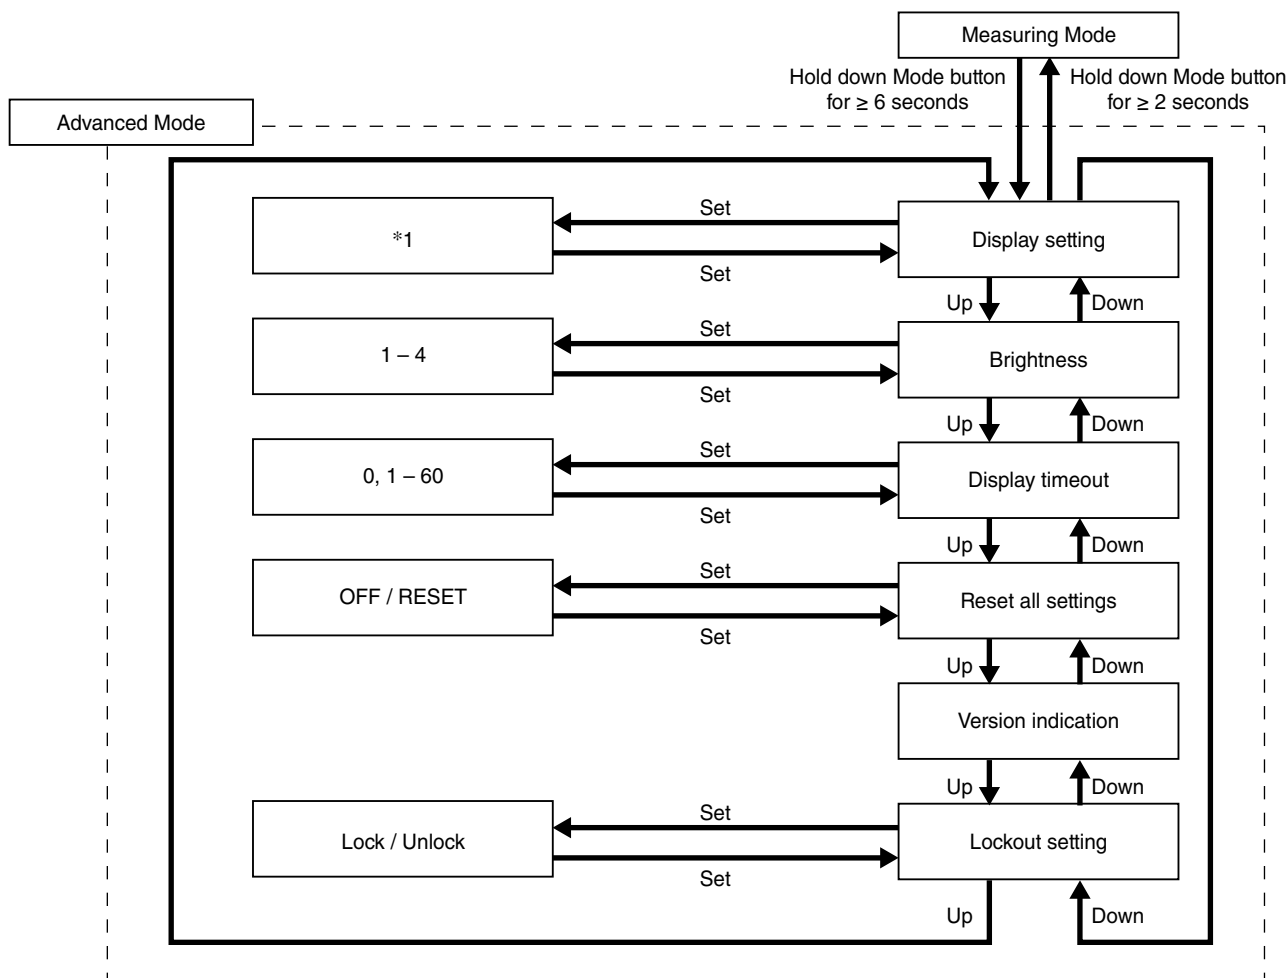 Measuring Mode
Hold down Mode button
for ≥ 6 seconds
Hold down Mode button
for ≥ 2 seconds
Advanced Mode
Set
*1
Display setting
Set
Up
Down
Set
1 – 4
Brightness
Set
Up
Down
Set
0, 1 – 60
Display timeout
Set
Up
Down
Set
OFF / RESET
Reset all settings
Set
Up
Down
Version indication
Up
Down
Set
Lock / Unlock
Lockout setting
Set
Up
Down